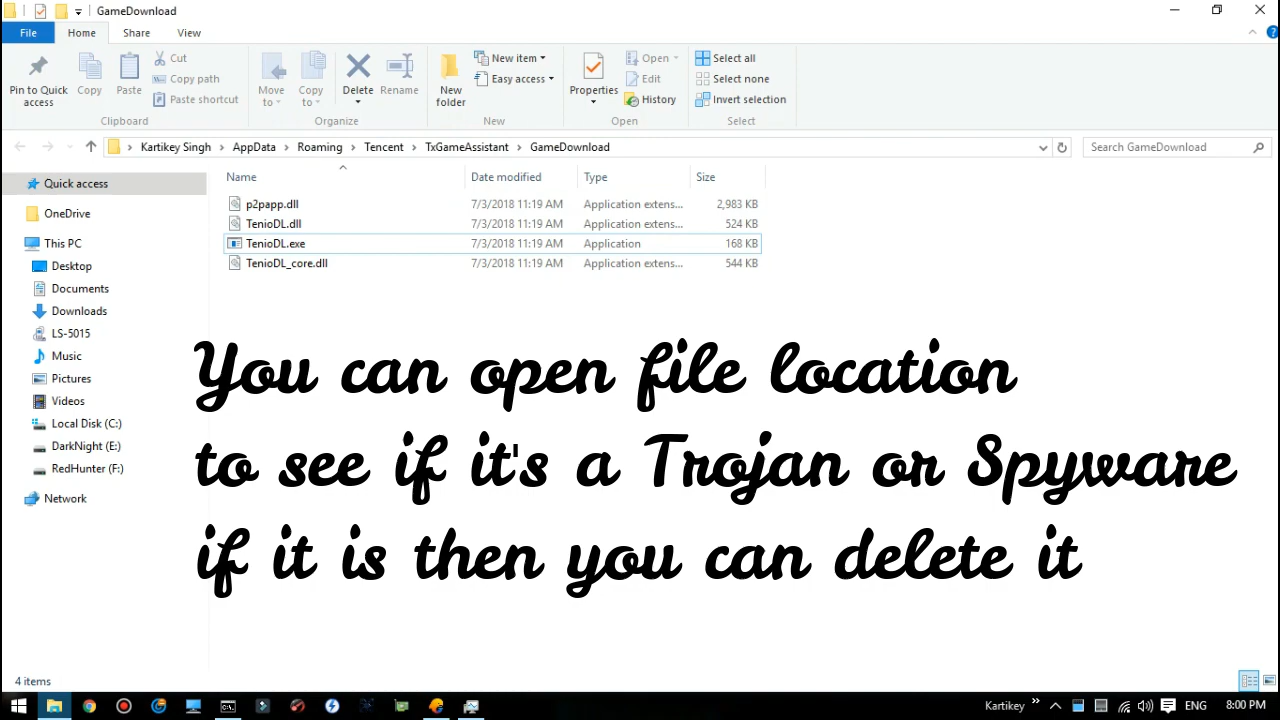 GameDownload
File Home Share View
Pin to Quick access
Copy
Paste
Cut
Copy path
Paste shortcut
Clipboard
Move to
Copy to
Delete
Rename
Organize
New folder
New item
Easy access
New
Properties
Open
Edit
History
Open
Select all
Select none
Invert selection
Select
Kartikey Singh > AppData > Roaming > Tencent > TxGameAssistant > GameDownload
Search GameDownload
Name Date modified Type Size
p2papp.dll 7/3/2018 11:19 AM Application extens... 2,983 KB
TenioDL.dll 7/3/2018 11:19 AM Application extens... 524 KB
TenioDL.exe 7/3/2018 11:19 AM Application 168 KB
TenioDL_core.dll 7/3/2018 11:19 AM Application extens... 544 KB
Quick access
OneDrive
This PC
Desktop
Documents
Downloads
LS-5015
Music
Pictures
Videos
Local Disk (C:)
DarkNight (E:)
RedHunter (F:)
Network
You can open file location
to see if it's a Trojan or Spyware
if it is then you can delete it
4 items
Kartikey
ENG
8:00 PM